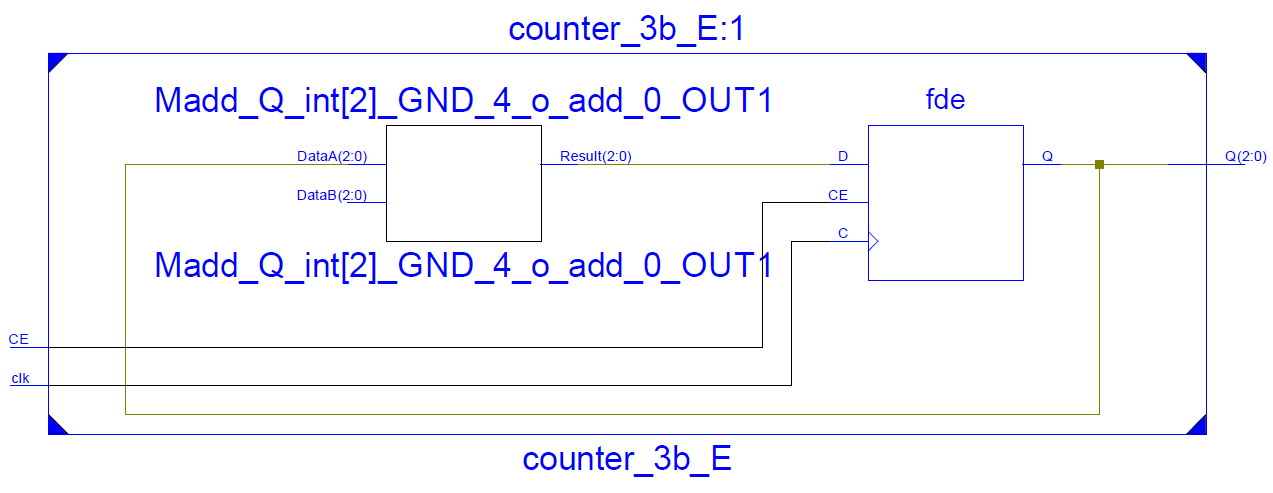 counter_3b_E:1
Madd_Q_int[2]_GND_4_o_add_0_OUT1
fde
DataA(2:0)
Result(2:0)
D
Q
Q(2:0)
DataB(2:0)
CE
C
Madd_Q_int[2]_GND_4_o_add_0_OUT1
CE
clk
counter_3b_E